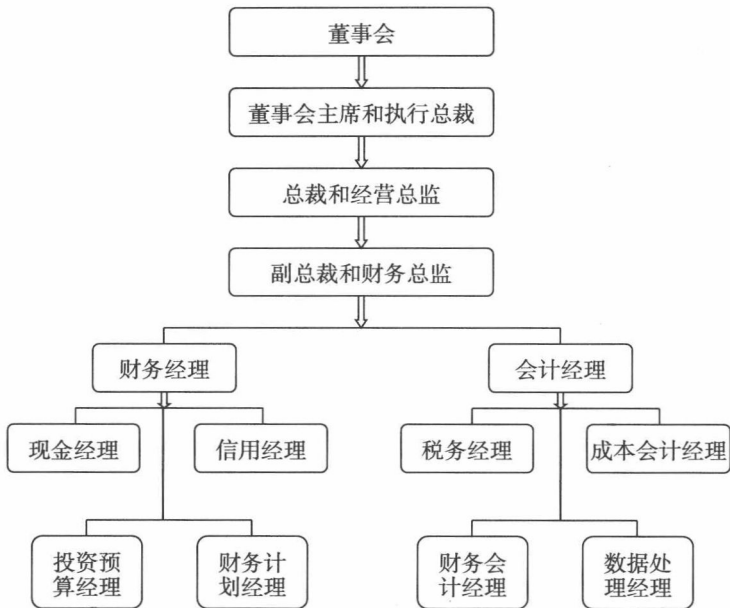 董事会
董事会主席和执行总裁
总裁和经营总监
副总裁和财务总监
财务经理
会计经理
现金经理
信用经理
税务经理
成本会计经理
投资预
算经理
财务计
划经理
财务会
计经理
数据处
理经理